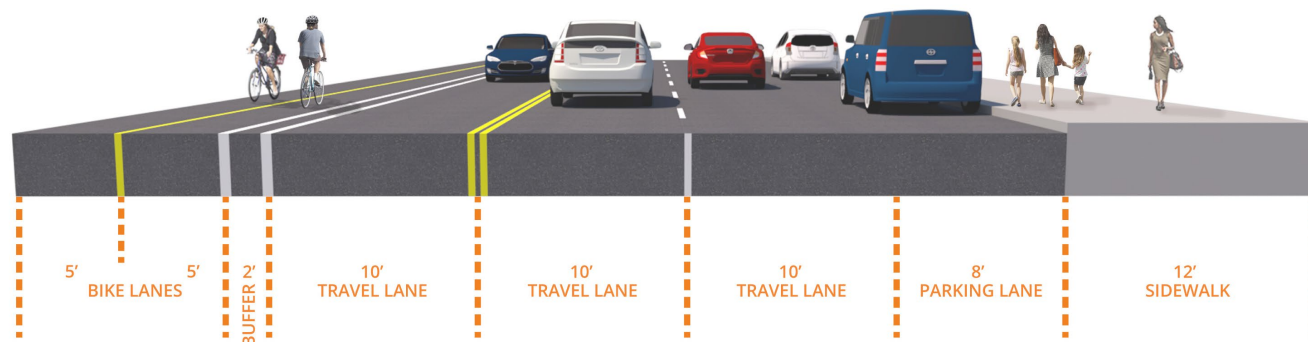 5’ 5’
BIKE LANES
2’
BUFFER
10’
TRAVEL LANE
10’
TRAVEL LANE
10’
TRAVEL LANE
8’
PARKING LANE
12’
SIDEWALK